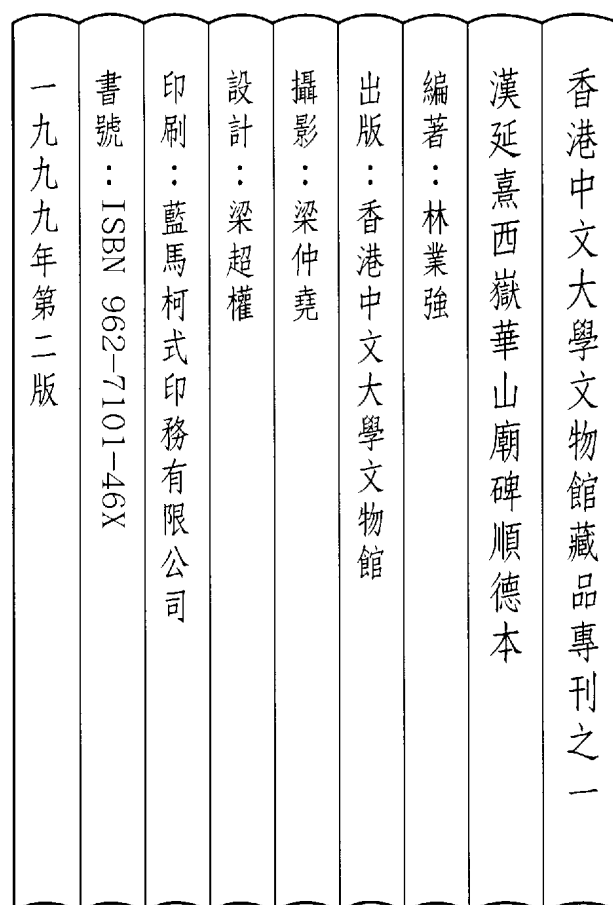 香港中文大學文物館藏品專刊之一
漢延熹西嶽華山廟碑順德本
編著：林業強
出版：香港中文大學文物館
攝影：梁仲堯
設計：梁超權
印刷：藍馬柯式印務有限公司
書號：ISBN 962-7101-46X
一九九九年第二版